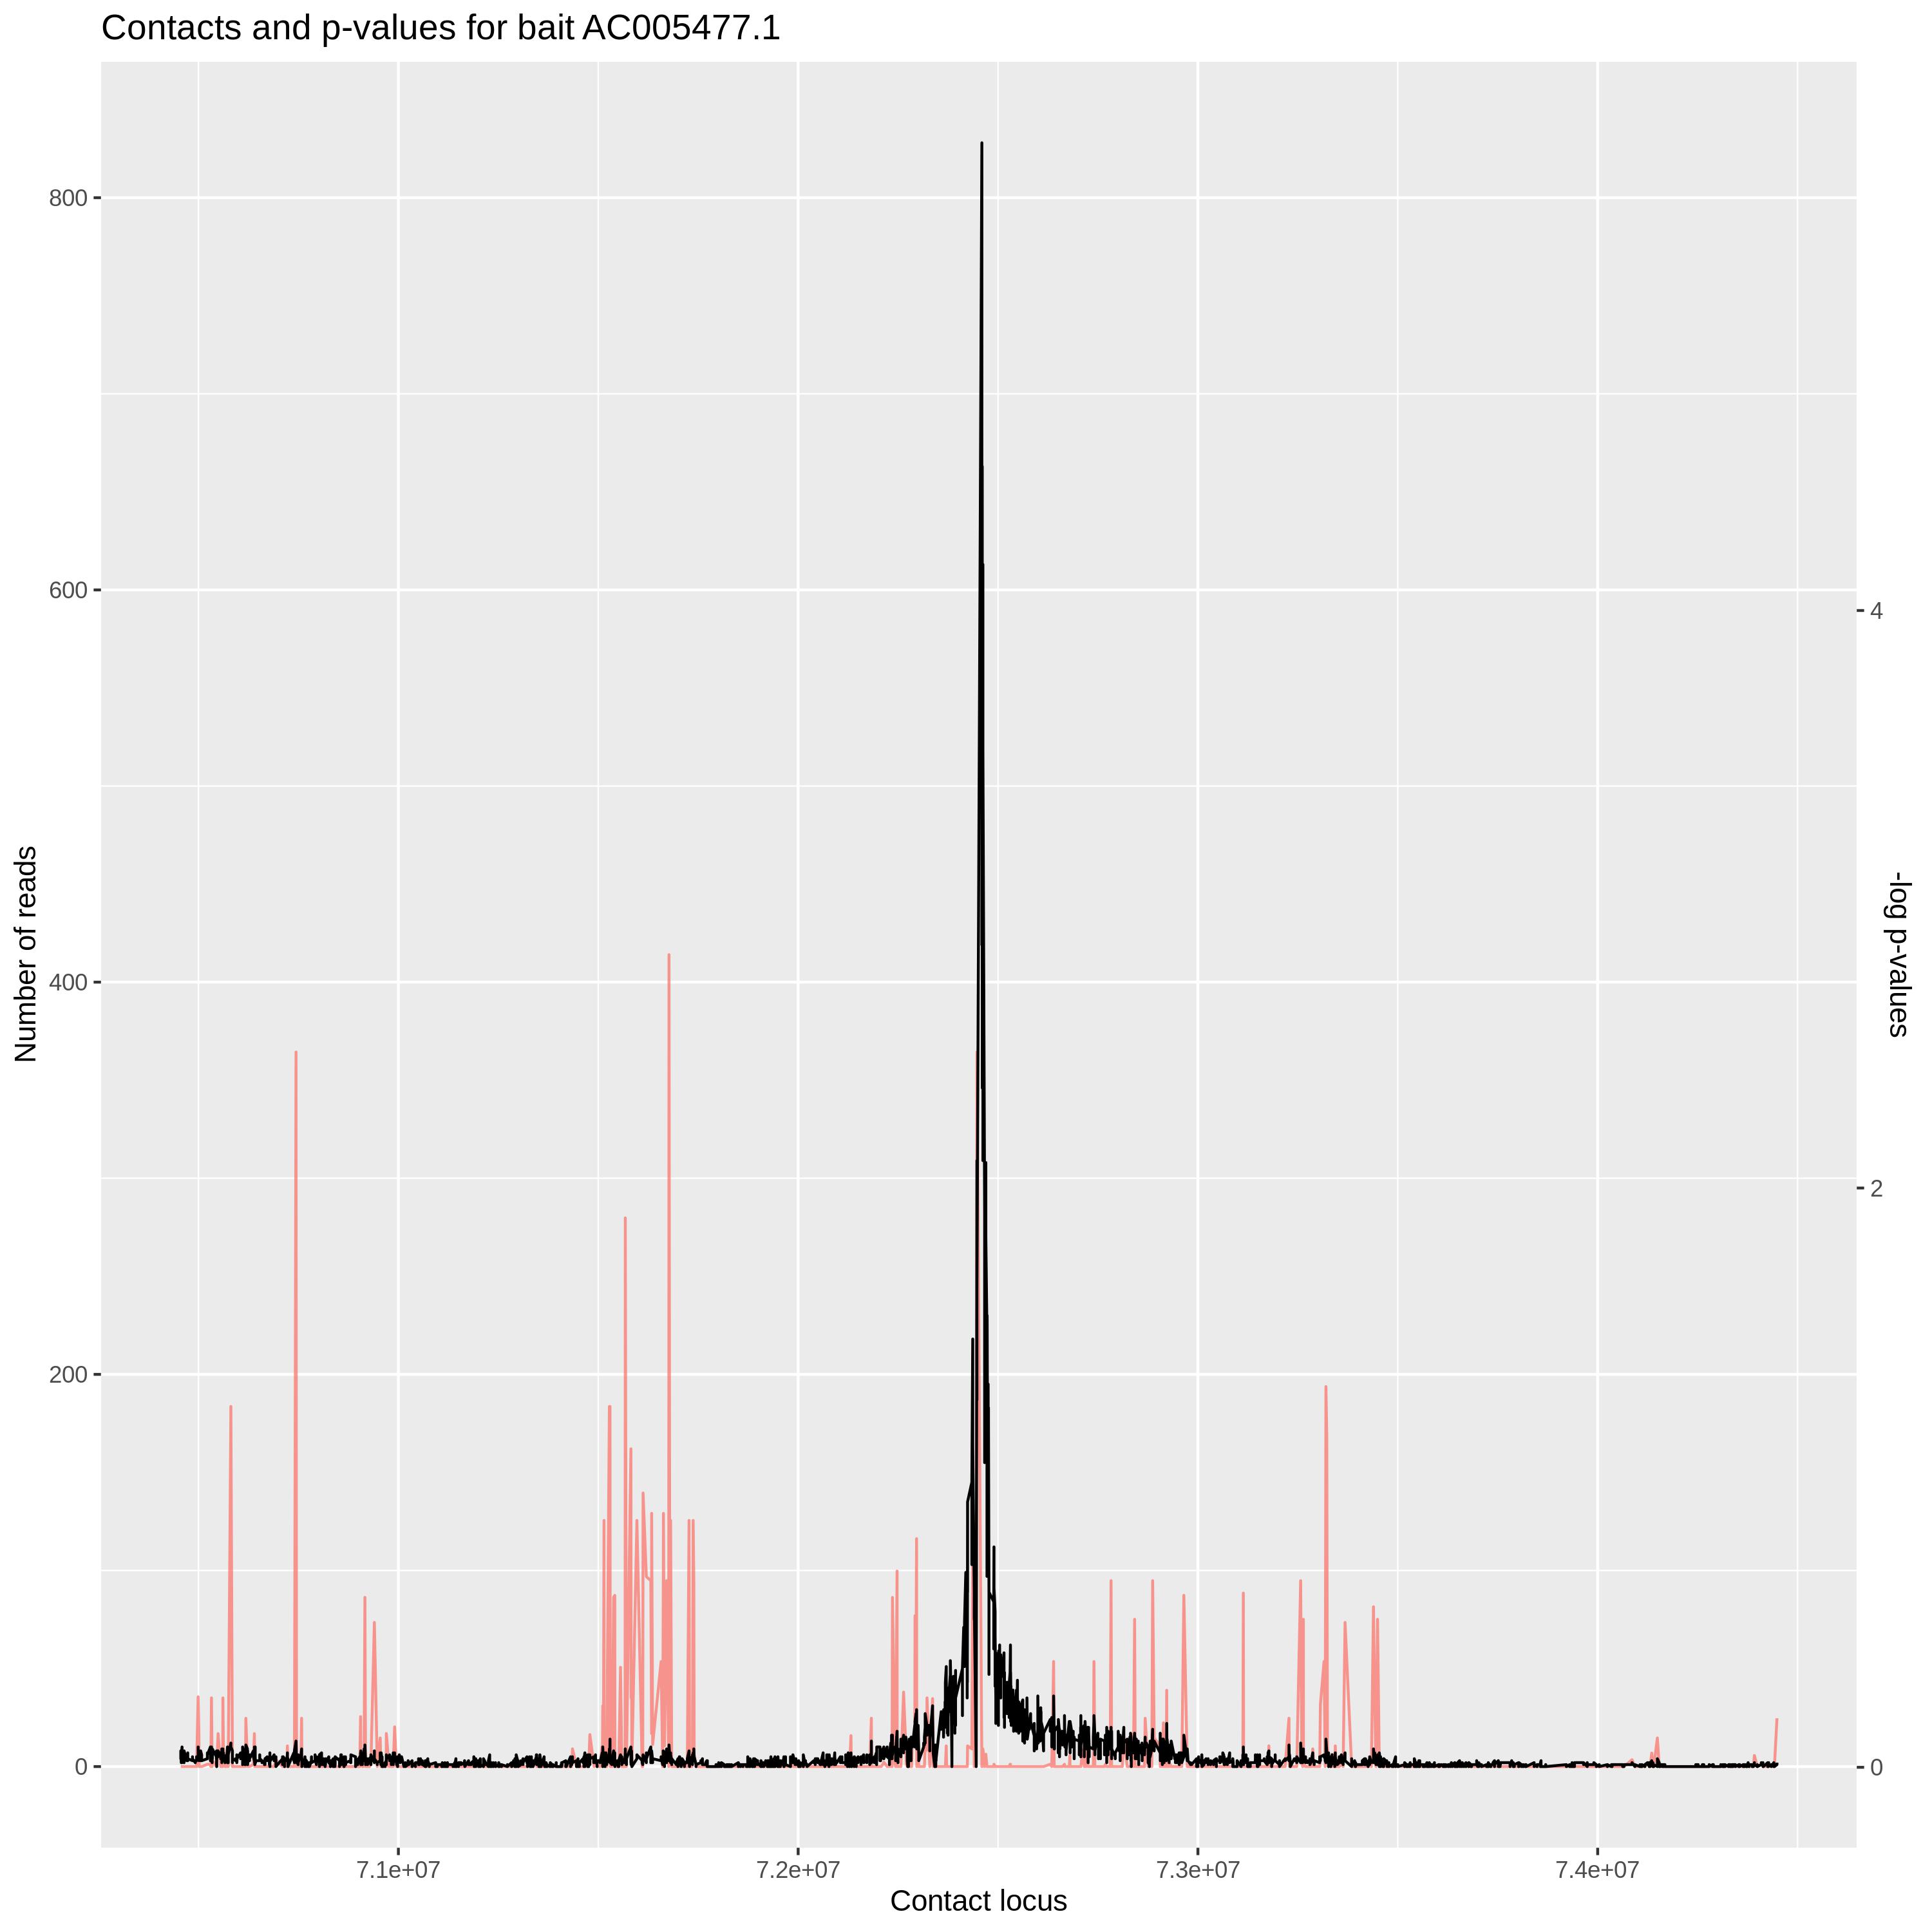 Contacts and p-values for bait AC005477.1
800
600
400
200
0
Number of reads
4
2
0
-log p-values
7.1e+07
7.2e+07
7.3e+07
7.4e+07
Contact locus